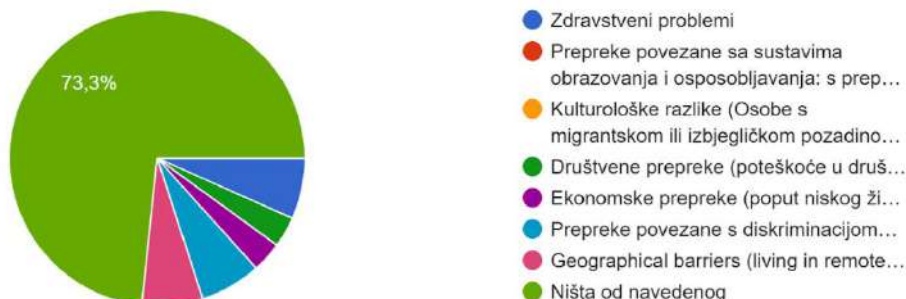 73,3%
Zdravstveni problemi
Prepreke povezane sa sustavima
obrazovanja i osposobljavanja: s prep...
Kulturološke razlike (Osobe s
migrantskom ili izbjegličkom pozadino...
Društvene prepreke (poteškoće u druš...
Ekonomske prepreke (poput niskog ži...
Prepreke povezane s diskriminacijom...
Geographical barriers (living in remote...
Ništa od navedenog